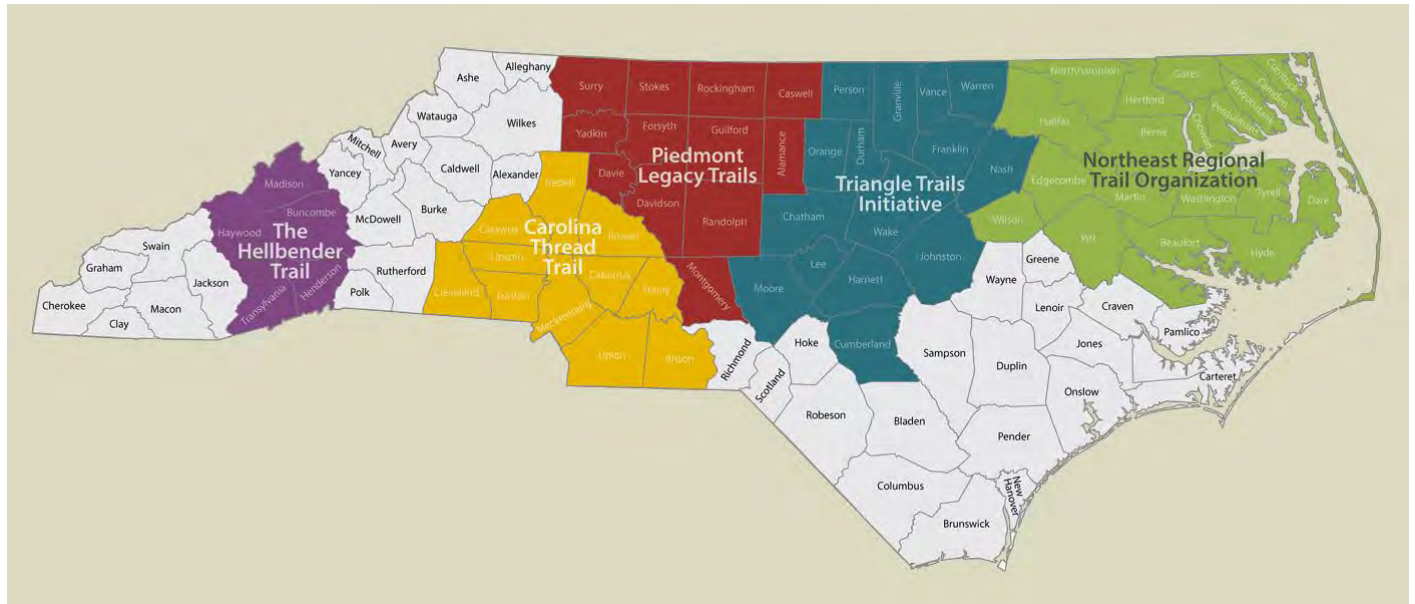 Alleghany
Ashe
Surry
Stokes
Rockingham
Caswell
Person
Granville
Vance
Warren
Northhampton
Gates
Currituck
Camden
Pasquotank
Perquimans
Chowan
Hertford
Halifax
Bertie
Watauga
Wilkes
Yadkin
Forsyth
Guilford
Alamance
Orange
Durham
Franklin
Nash
Edgecombe
Martin
Washington
Tyrell
Dare
Mitchell
Avery
Yancey
Caldwell
Alexander
Iredell
Davie
Davidson
Randolph
Piedmont
Legacy Trails
Triangle Trails
Initiative
Northeast Regional
Trail Organization
Madison
Buncombe
Haywood
The
Hellbender
Trail
Transylvania
Henderson
McDowell
Burke
Catawba
Rowan
Carolina
Thread
Trail
Chatham
Wake
Wilson
Pitt
Beaufort
Hyde
Swain
Graham
Jackson
Cherokee
Macon
Clay
Polk
Rutherford
Cleveland
Lincoln
Gaston
Mecklenburg
Cabarrus
Stanly
Montgomery
Moore
Lee
Harnett
Johnston
Wayne
Greene
Lenoir
Craven
Pamlico
Union
Anson
Richmond
Scotland
Hoke
Cumberland
Sampson
Duplin
Jones
Carteret
Onslow
Robeson
Bladen
Pender
Columbus
New
Hanover
Brunswick